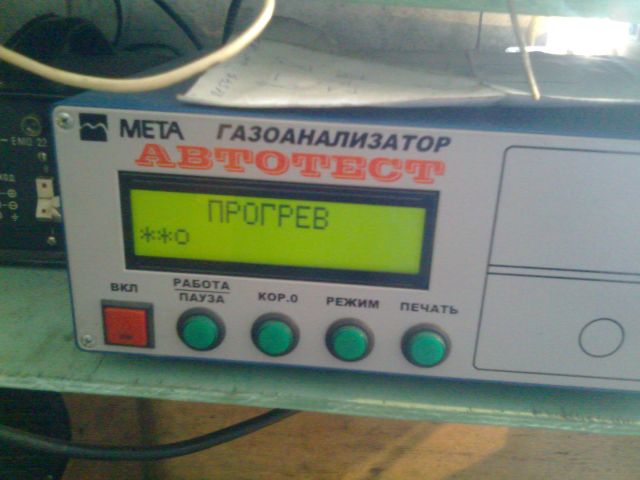 МЕТА ГАЗОАНАЛИЗАТОР
АВТОТЕСТ
ПРОГРЕВ
**o
ВКЛ
РАБОТА
ПАУЗА
КОР.0
РЕЖИМ
ПЕЧАТЬ